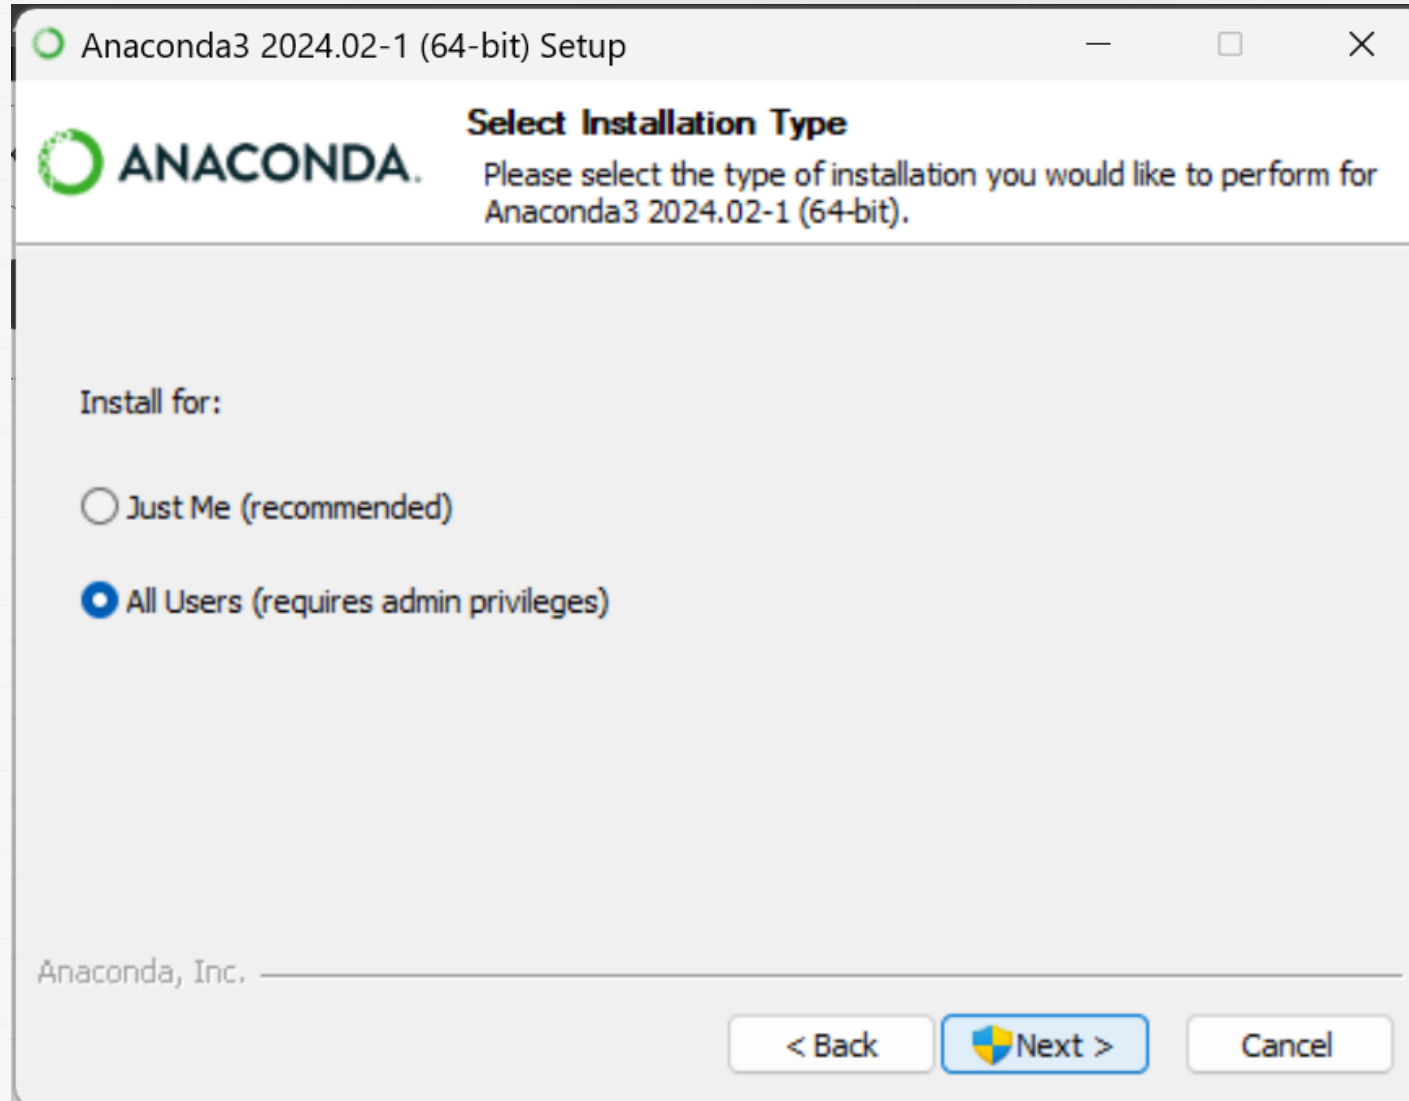 Anaconda3 2024.02-1 (64-bit) Setup
ANACONDA.
Select Installation Type
Please select the type of installation you would like to perform for
Anaconda3 2024.02-1 (64-bit).
Install for:
Just Me (recommended)
All Users (requires admin privileges)
Anaconda, Inc.
< Back
Next >
Cancel